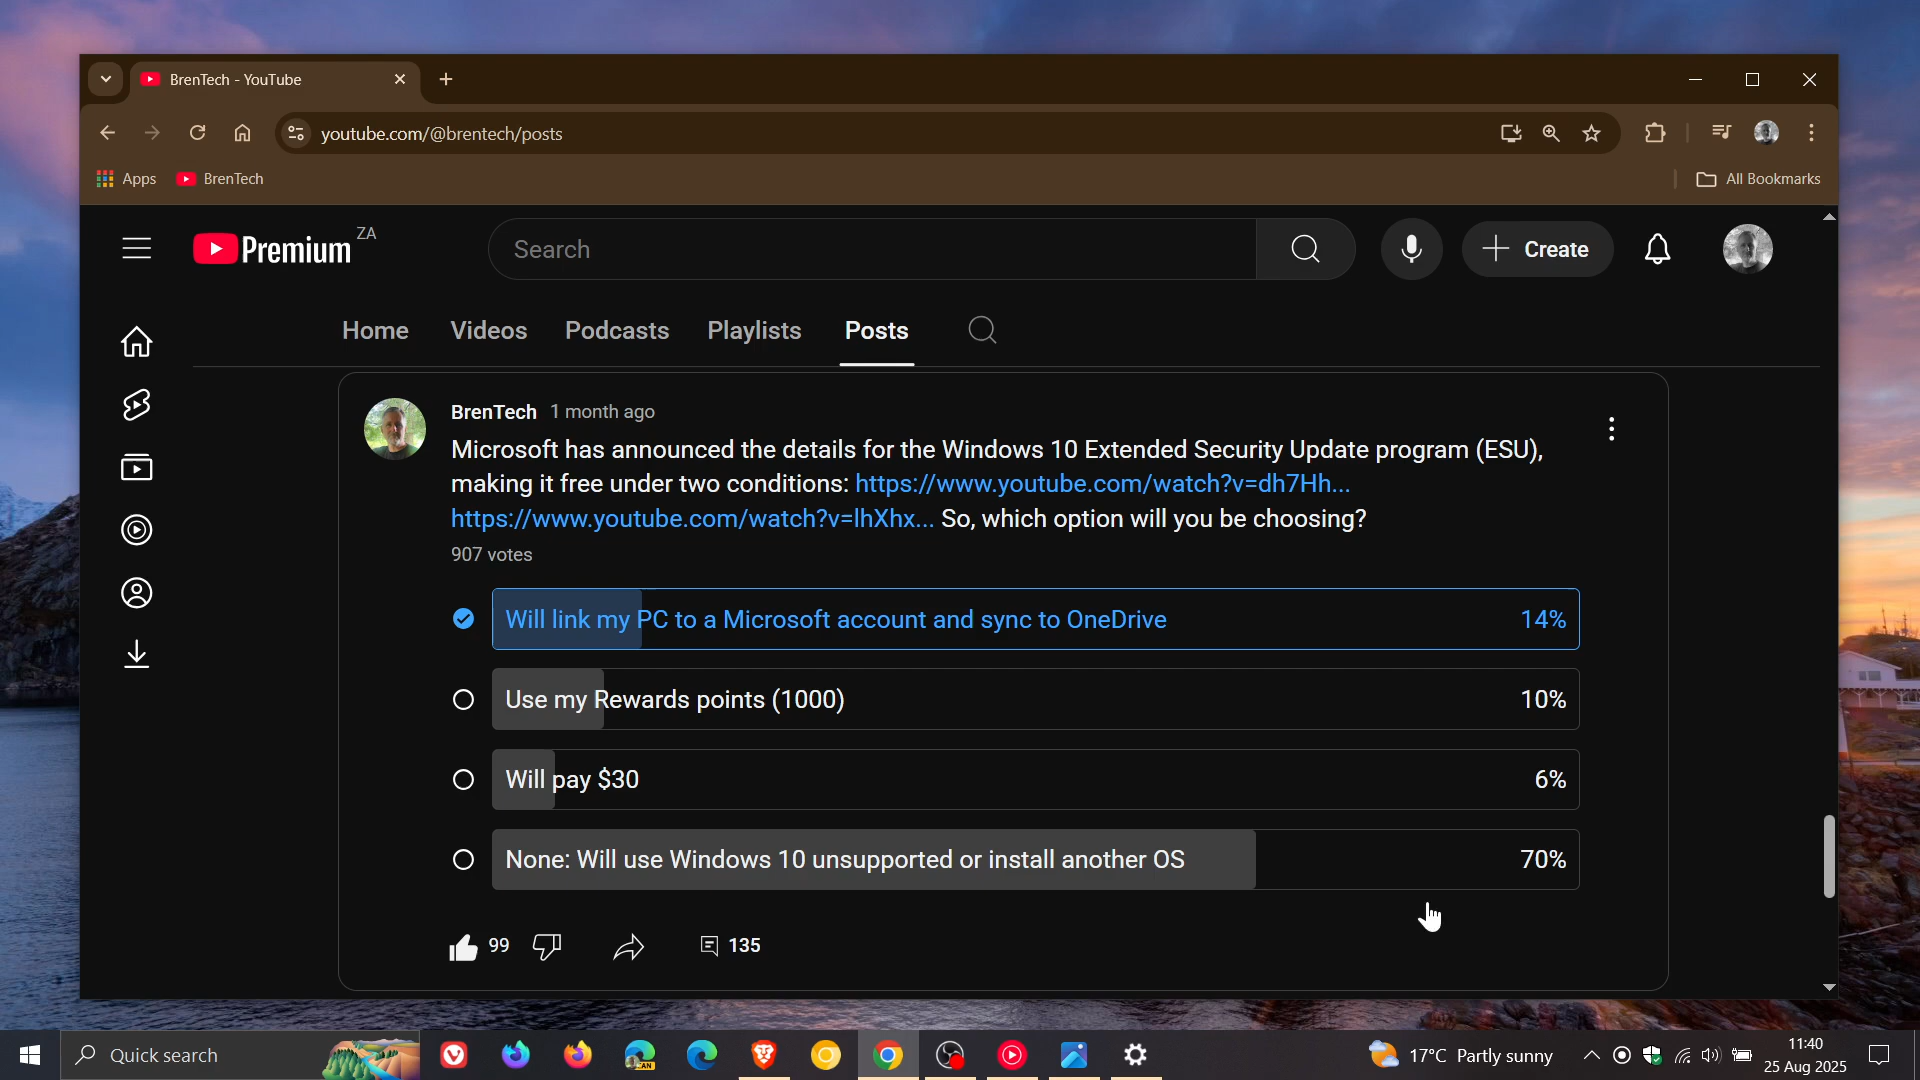 BrenTech - YouTube
youtube.com/@brentech/posts
Apps
BrenTech
All Bookmarks
Premium ZA
Search
Create
Home
Videos
Podcasts
Playlists
Posts
BrenTech 1 month ago
Microsoft has announced the details for the Windows 10 Extended Security Update program (ESU),
making it free under two conditions: https://www.youtube.com/watch?v=dh7Hh...
https://www.youtube.com/watch?v=lhXhx... So, which option will you be choosing?
907 votes
Will link my PC to a Microsoft account and sync to OneDrive 14%
Use my Rewards points (1000) 10%
Will pay $30 6%
None: Will use Windows 10 unsupported or install another OS 70%
99
135
Quick search
17°C Partly sunny
11:40
25 Aug 2025